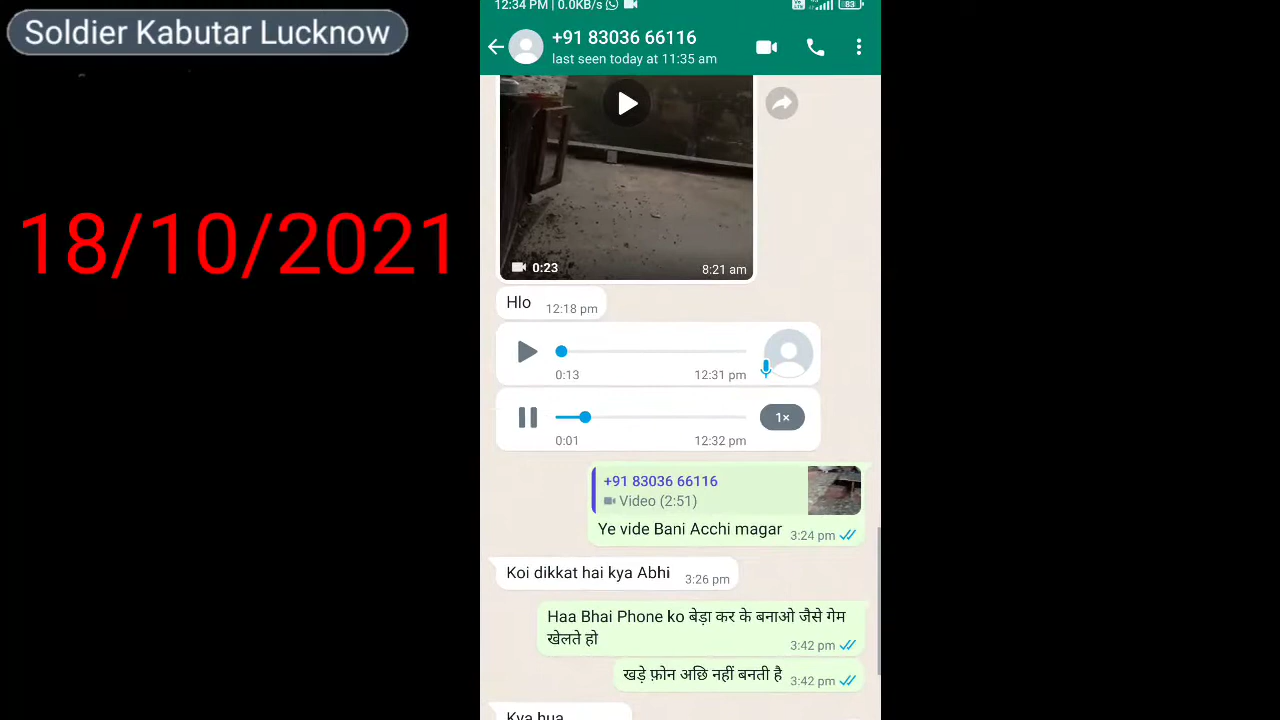 Soldier Kabutar Lucknow
18/10/2021
12:34 PM | 0.0KB/s
83
+91 83036 66116
last seen today at 11:35 am
0:23
8:21 am
Hlo 12:18 pm
0:13 12:31 pm
1×
0:01 12:32 pm
+91 83036 66116
Video (2:51)
Ye vide Bani Acchi magar 3:24 pm
Koi dikkat hai kya Abhi 3:26 pm
Haa Bhai Phone ko बेड़ा कर के बनाओ जैसे गेम
खेलते हो 3:42 pm
खड़े फ़ोन अछि नहीं बनती है 3:42 pm
Kya hua